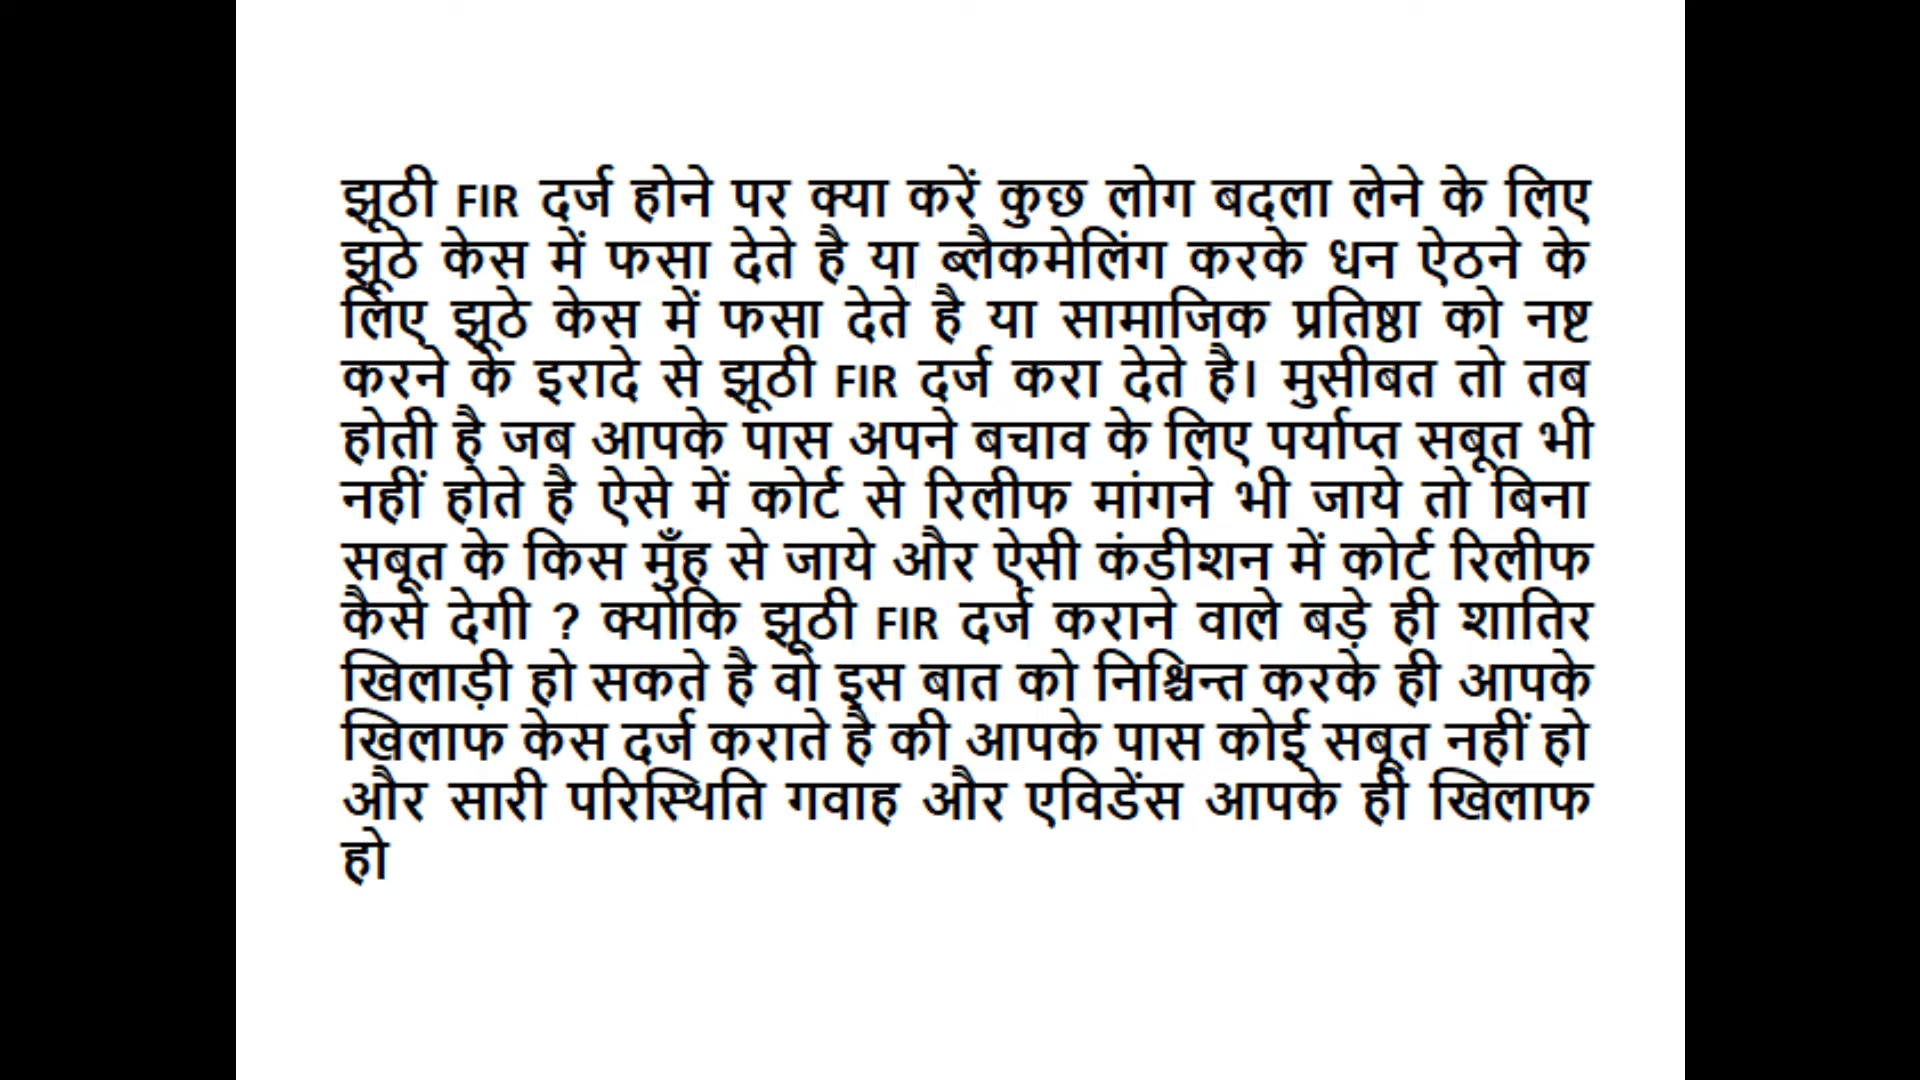 झूठी FIR दर्ज होने पर क्या करें कुछ लोग बदला लेने के लिए
झूठे केस में फसा देते है या ब्लैकमेलिंग करके धन ऐठने के
लिए झूठे केस में फसा देते है या सामाजिक प्रतिष्ठा को नष्ट
करने के इरादे से झूठी FIR दर्ज करा देते है। मुसीबत तो तब
होती है जब आपके पास अपने बचाव के लिए पर्याप्त सबूत भी
नहीं होते है ऐसे में कोर्ट से रिलीफ मांगने भी जाये तो बिना
सबूत के किस मुँह से जाये और ऐसी कंडीशन में कोर्ट रिलीफ
कैसे देगी ? क्योकि झूठी FIR दर्ज कराने वाले बड़े ही शातिर
खिलाड़ी हो सकते है वो इस बात को निश्चिन्त करके ही आपके
खिलाफ केस दर्ज कराते है की आपके पास कोई सबूत नहीं हो
और सारी परिस्थिति गवाह और एविडेंस आपके ही खिलाफ
हो